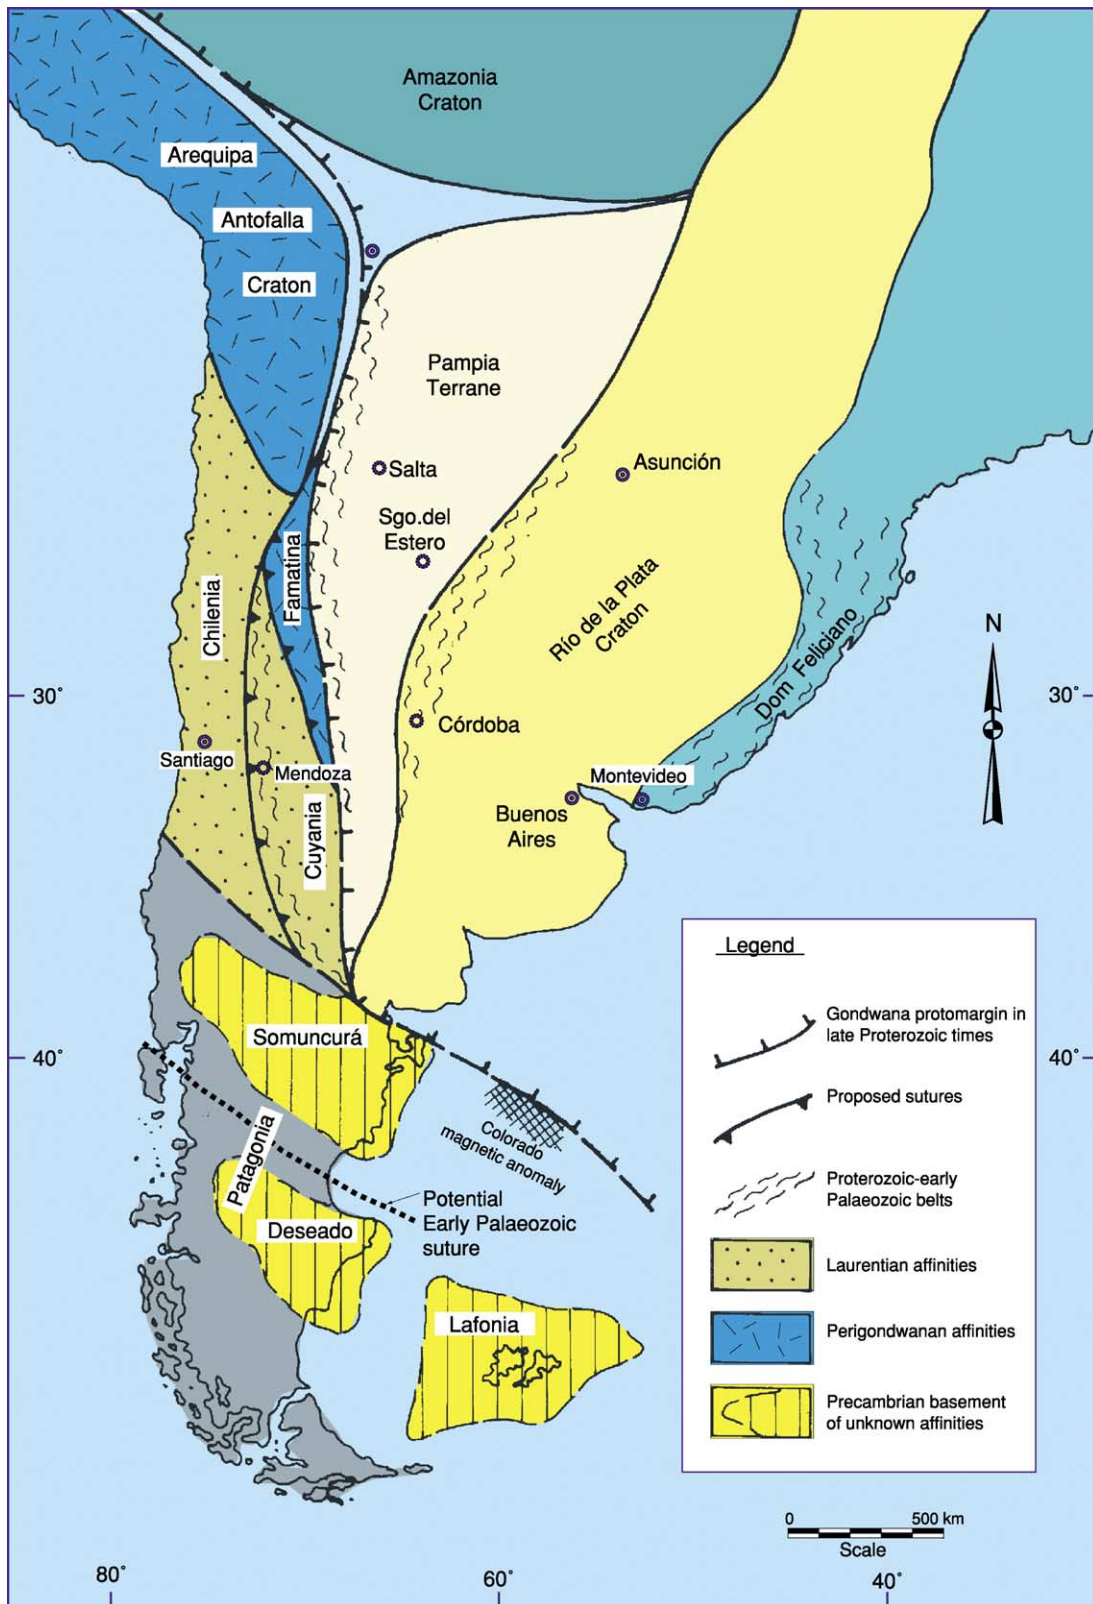 Amazonia
Craton
Arequipa
Antofalla
Craton
Pampia
Terrane
Salta
Asunción
Sgo.del
Estero
Famatina
Chilenia
Río de la Plata
Craton
Dom Feliciano
N
30°
30°
Córdoba
Santiago
Mendoza
Montevideo
Buenos
Aires
Cuyania
Legend
Gondwana protomargin in
late Proterozoic times
Proposed sutures
Proterozoic-early
Palaeozoic belts
Laurentian affinities
Perigondwanan affinities
Precambrian basement
of unknown affinities
Somuncurá
40°
40°
Colorado
magnetic anomaly
Patagonia
Potential
Early Palaeozoic
suture
Deseado
Lafonia
0
500 km
Scale
80°
60°
40°